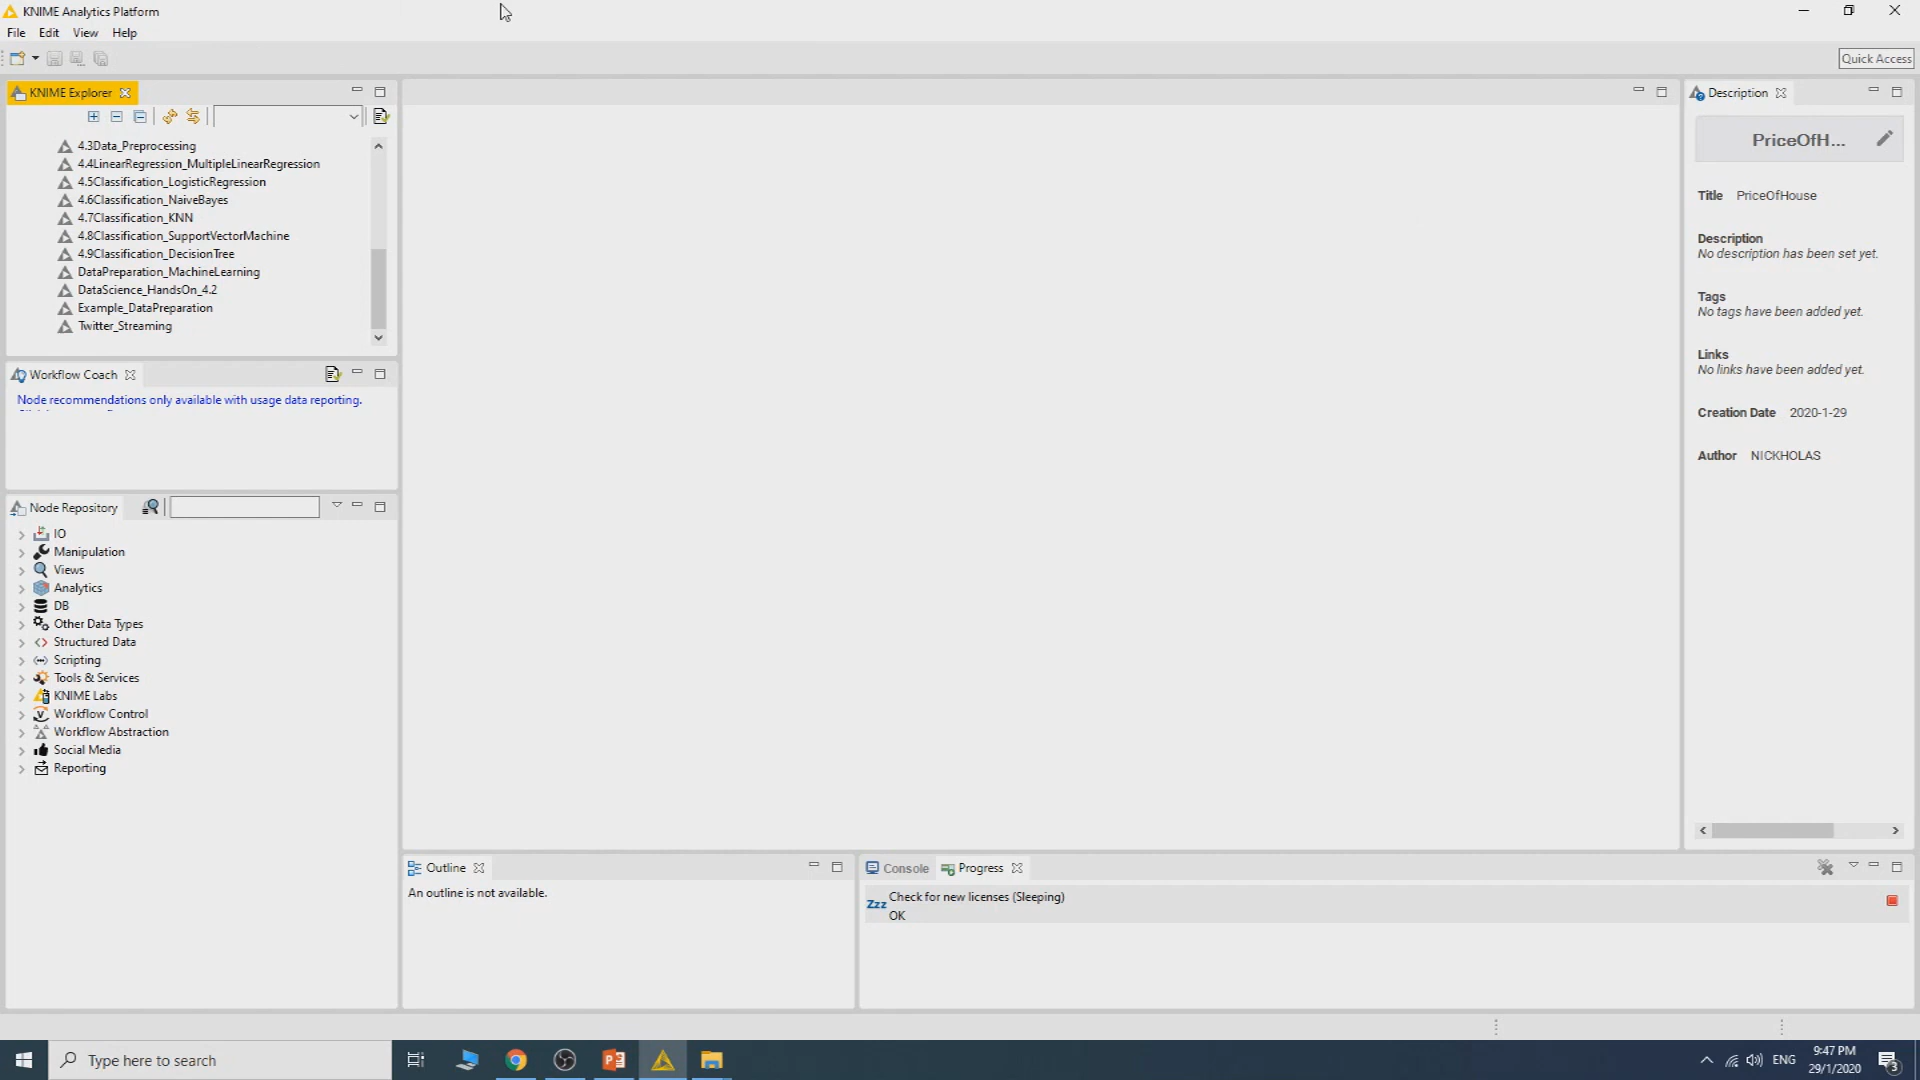 KNIME Analytics Platform
File Edit View Help
Quick Access
KNIME Explorer
4.3Data_Preprocessing
4.4LinearRegression_MultipleLinearRegression
4.5Classification_LogisticRegression
4.6Classification_NaiveBayes
4.7Classification_KNN
4.8Classification_SupportVectorMachine
4.9Classification_DecisionTree
DataPreparation_MachineLearning
DataScience_HandsOn_4.2
Example_DataPreparation
Twitter_Streaming
Workflow Coach
Node recommendations only available with usage data reporting.
Node Repository
IO
Manipulation
Views
Analytics
DB
Other Data Types
Structured Data
Scripting
Tools & Services
KNIME Labs
Workflow Control
Workflow Abstraction
Social Media
Reporting
Outline
An outline is not available.
Console Progress
Zzz Check for new licenses (Sleeping)
OK
Description
PriceOfH...
Title PriceOfHouse
Description
No description has been set yet.
Tags
No tags have been added yet.
Links
No links have been added yet.
Creation Date 2020-1-29
Author NICKHOLAS
Type here to search
ENG
9:47 PM
29/1/2020
3